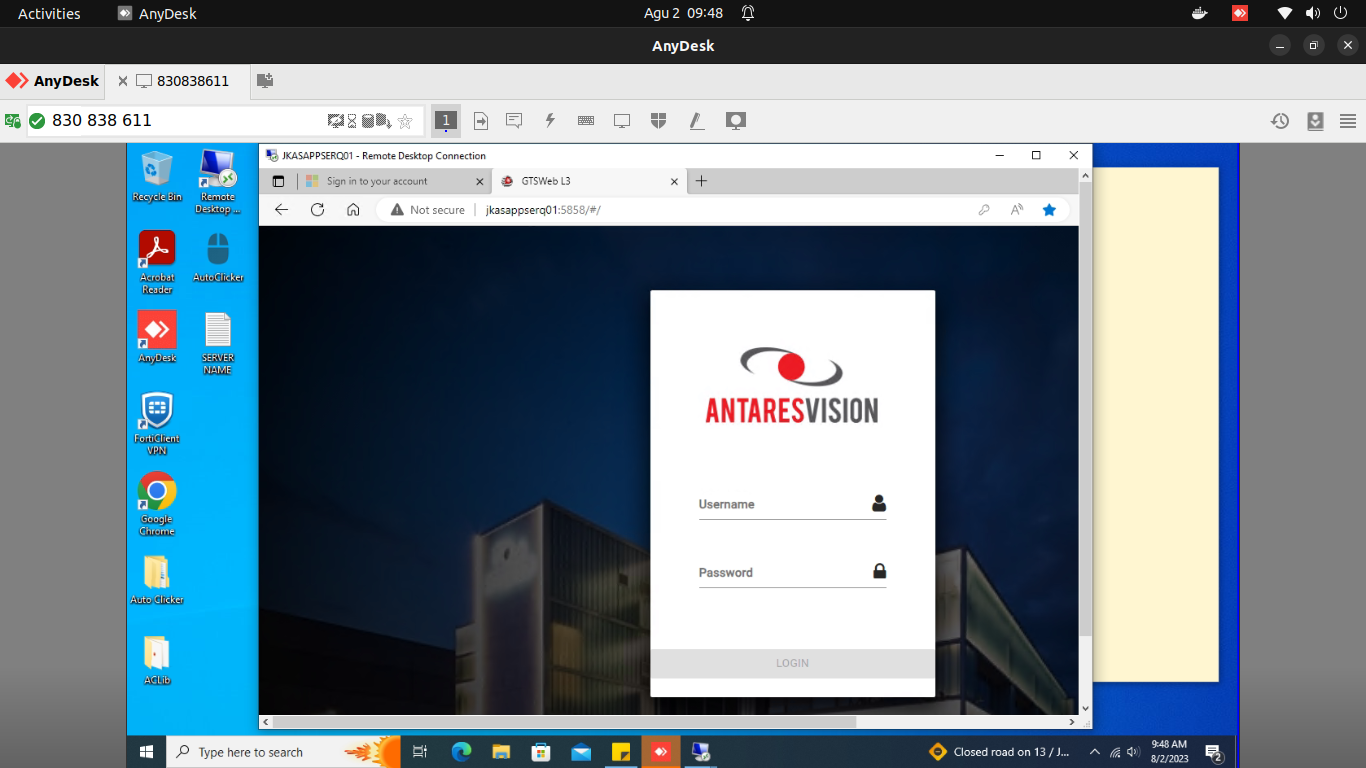 Activities
AnyDesk
Agu 2 09:48
AnyDesk
AnyDesk
830838611
830 838 611
1
JKASAPPSERQ01 - Remote Desktop Connection
Sign in to your account
GTSWeb L3
Not secure
jkasappserq01:5858/#/
Recycle Bin
Remote
Desktop ...
Acrobat
Reader
AutoClicker
AnyDesk
SERVER
NAME
FortiClient
VPN
Google
Chrome
Auto Clicker
ACLib
ANTARESVISION
Username
Password
LOGIN
Type here to search
Closed road on 13 / J...
9:48 AM
8/2/2023
2